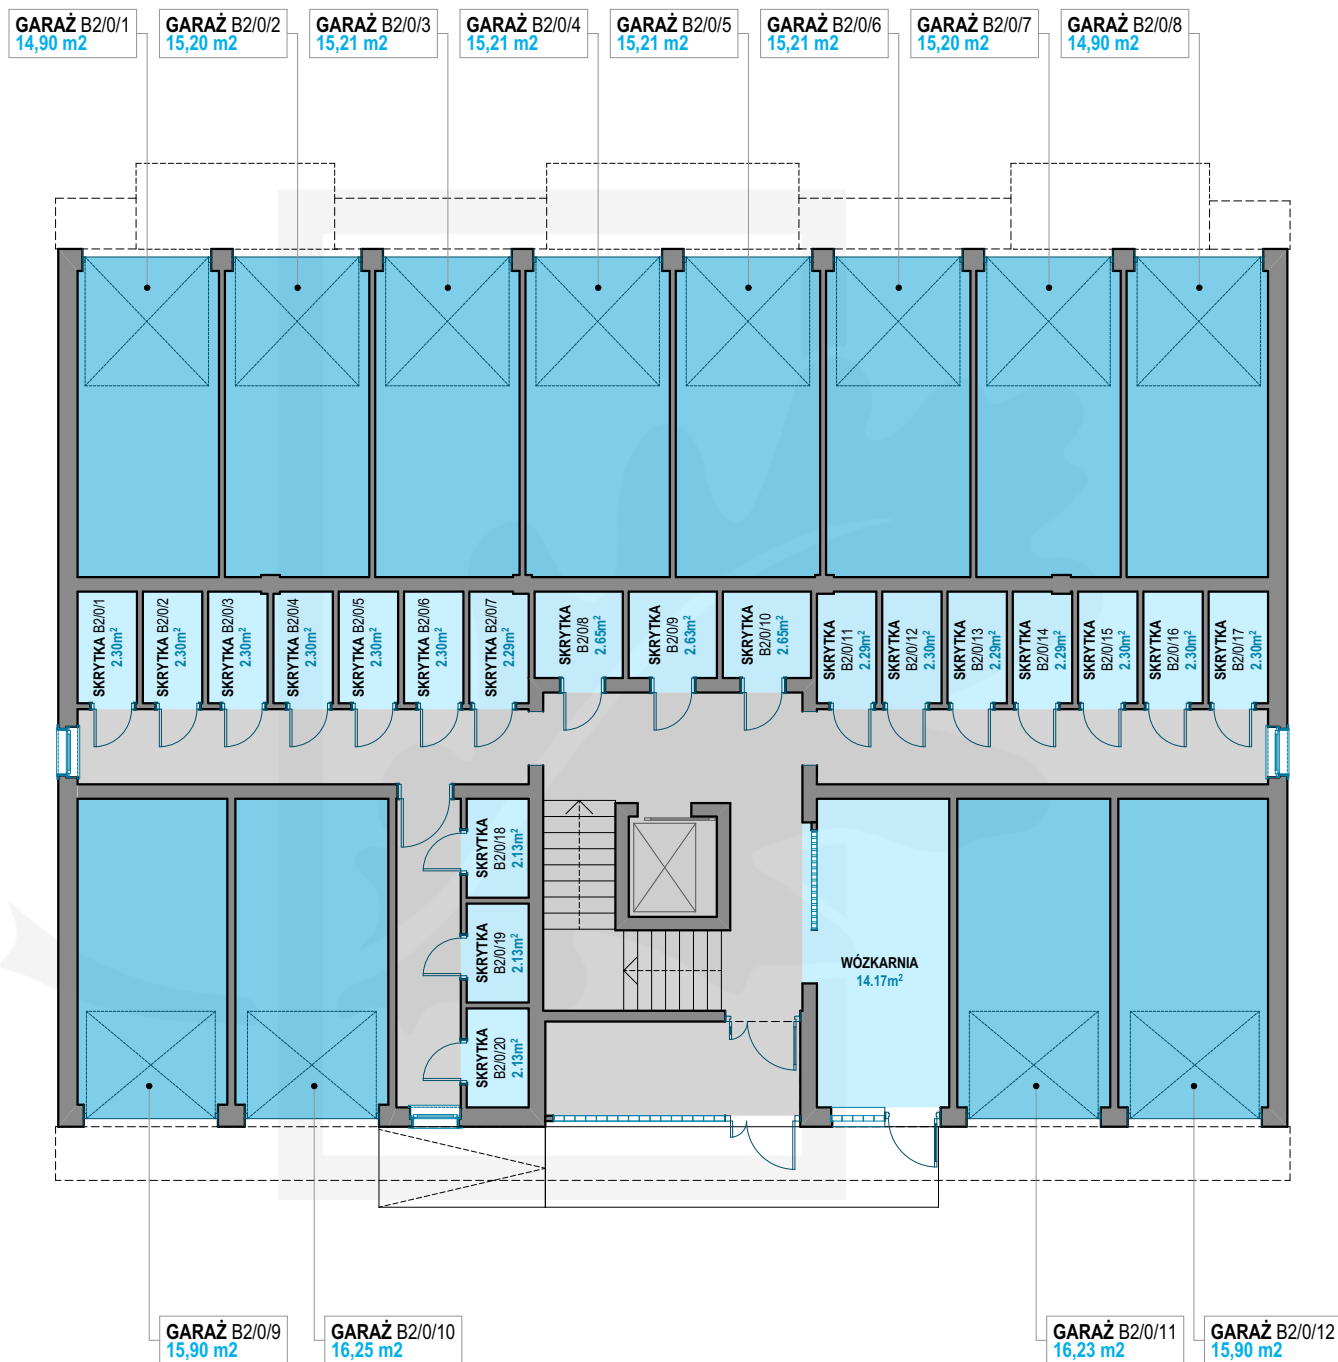 GARAŻ B2/0/1
14,90 m2
GARAŻ B2/0/2
15,20 m2
GARAŻ B2/0/3
15,21 m2
GARAŻ B2/0/4
15,21 m2
GARAŻ B2/0/5
15,21 m2
GARAŻ B2/0/6
15,21 m2
GARAŻ B2/0/7
15,20 m2
GARAŻ B2/0/8
14,90 m2
SKRYTKA B2/0/1
2.30m²
SKRYTKA B2/0/2
2.30m²
SKRYTKA B2/0/3
2.30m²
SKRYTKA B2/0/4
2.30m²
SKRYTKA B2/0/5
2.30m²
SKRYTKA B2/0/6
2.30m²
SKRYTKA B2/0/7
2.29m²
SKRYTKA
B2/0/8
2.65m²
SKRYTKA
B2/0/9
2.63m²
SKRYTKA
B2/0/10
2.65m²
SKRYTKA
B2/0/11
2.29m²
SKRYTKA
B2/0/12
2.30m²
SKRYTKA
B2/0/13
2.29m²
SKRYTKA
B2/0/14
2.29m²
SKRYTKA
B2/0/15
2.30m²
SKRYTKA
B2/0/16
2.30m²
SKRYTKA
B2/0/17
2.30m²
SKRYTKA
B2/0/18
2.13m²
SKRYTKA
B2/0/19
2.13m²
SKRYTKA
B2/0/20
2.13m²
WÓZKARNIA
14.17m²
GARAŻ B2/0/9
15,90 m2
GARAŻ B2/0/10
16,25 m2
GARAŻ B2/0/11
16,23 m2
GARAŻ B2/0/12
15,90 m2